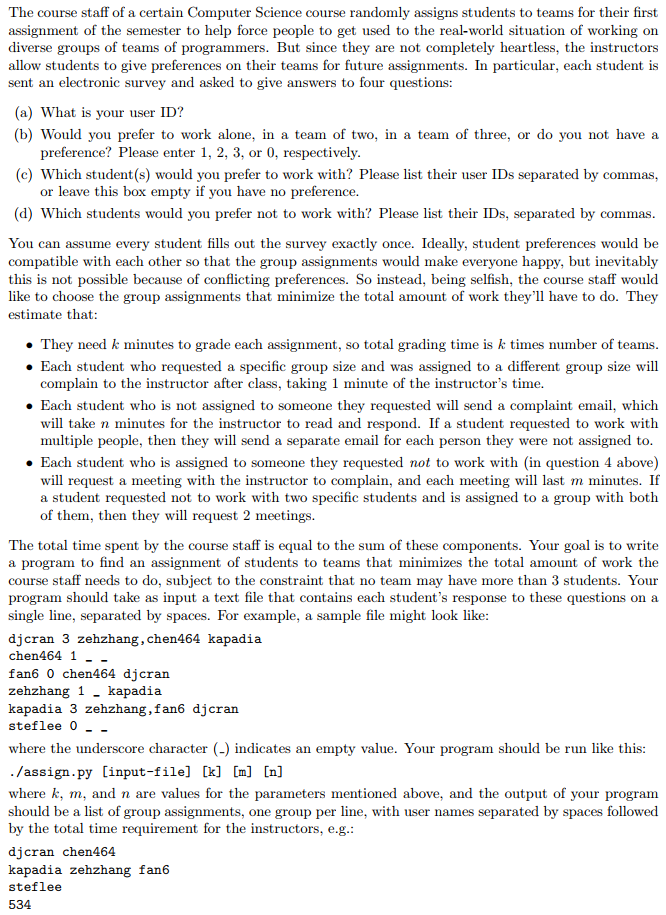 The course staff of a certain Computer Science course randomly assigns students to teams for their first
assignment of the semester to help force people to get used to the real-world situation of working on
diverse groups of teams of programmers. But since they are not completely heartless, the instructors
allow students to give preferences on their teams for future assignments. In particular, each student is
sent an electronic survey and asked to give answers to four questions:
(a) What is your user ID?
(b) Would you prefer to work alone, in a team of two, in a team of three, or do you not have a
preference? Please enter 1, 2, 3, or 0, respectively.
(c) Which student(s) would you prefer to work with? Please list their user IDs separated by commas,
or leave this box empty if you have no preference.
(d) Which students would you prefer not to work with? Please list their IDs, separated by commas.
You can assume every student fills out the survey exactly once. Ideally, student preferences would be
compatible with each other so that the group assignments would make everyone happy, but inevitably
this is not possible because of conflicting preferences. So instead, being selfish, the course staff would
like to choose the group assignments that minimize the total amount of work they'll have to do. They
estimate that:
• They need k minutes to grade each assignment, so total grading time is k times number of teams.
• Each student who requested a specific group size and was assigned to a different group size will
complain to the instructor after class, taking 1 minute of the instructor's time.
• Each student who is not assigned to someone they requested will send a complaint email, which
will take n minutes for the instructor to read and respond. If a student requested to work with
multiple people, then they will send a separate email for each person they were not assigned to.
• Each student who is assigned to someone they requested not to work with (in question 4 above)
will request a meeting with the instructor to complain, and each meeting will last m minutes. If
a student requested not to work with two specific students and is assigned to a group with both
of them, then they will request 2 meetings.
The total time spent by the course staff is equal to the sum of these components. Your goal is to write
a program to find an assignment of students to teams that minimizes the total amount of work the
course staff needs to do, subject to the constraint that no team may have more than 3 students. Your
program should take as input a text file that contains each student's response to these questions on a
single line, separated by spaces. For example, a sample file might look like:
djcran 3 zehzhang,chen464 kapadia
chen464 1 _ _
fan6 0 chen464 djcran
zehzhang 1 _ kapadia
kapadia 3 zehzhang,fan6 djcran
steflee 0 _ _
where the underscore character (_) indicates an empty value. Your program should be run like this:
./assign.py [input-file] [k] [m] [n]
where k, m, and n are values for the parameters mentioned above, and the output of your program
should be a list of group assignments, one group per line, with user names separated by spaces followed
by the total time requirement for the instructors, e.g.:
djcran chen464
kapadia zehzhang fan6
steflee
534